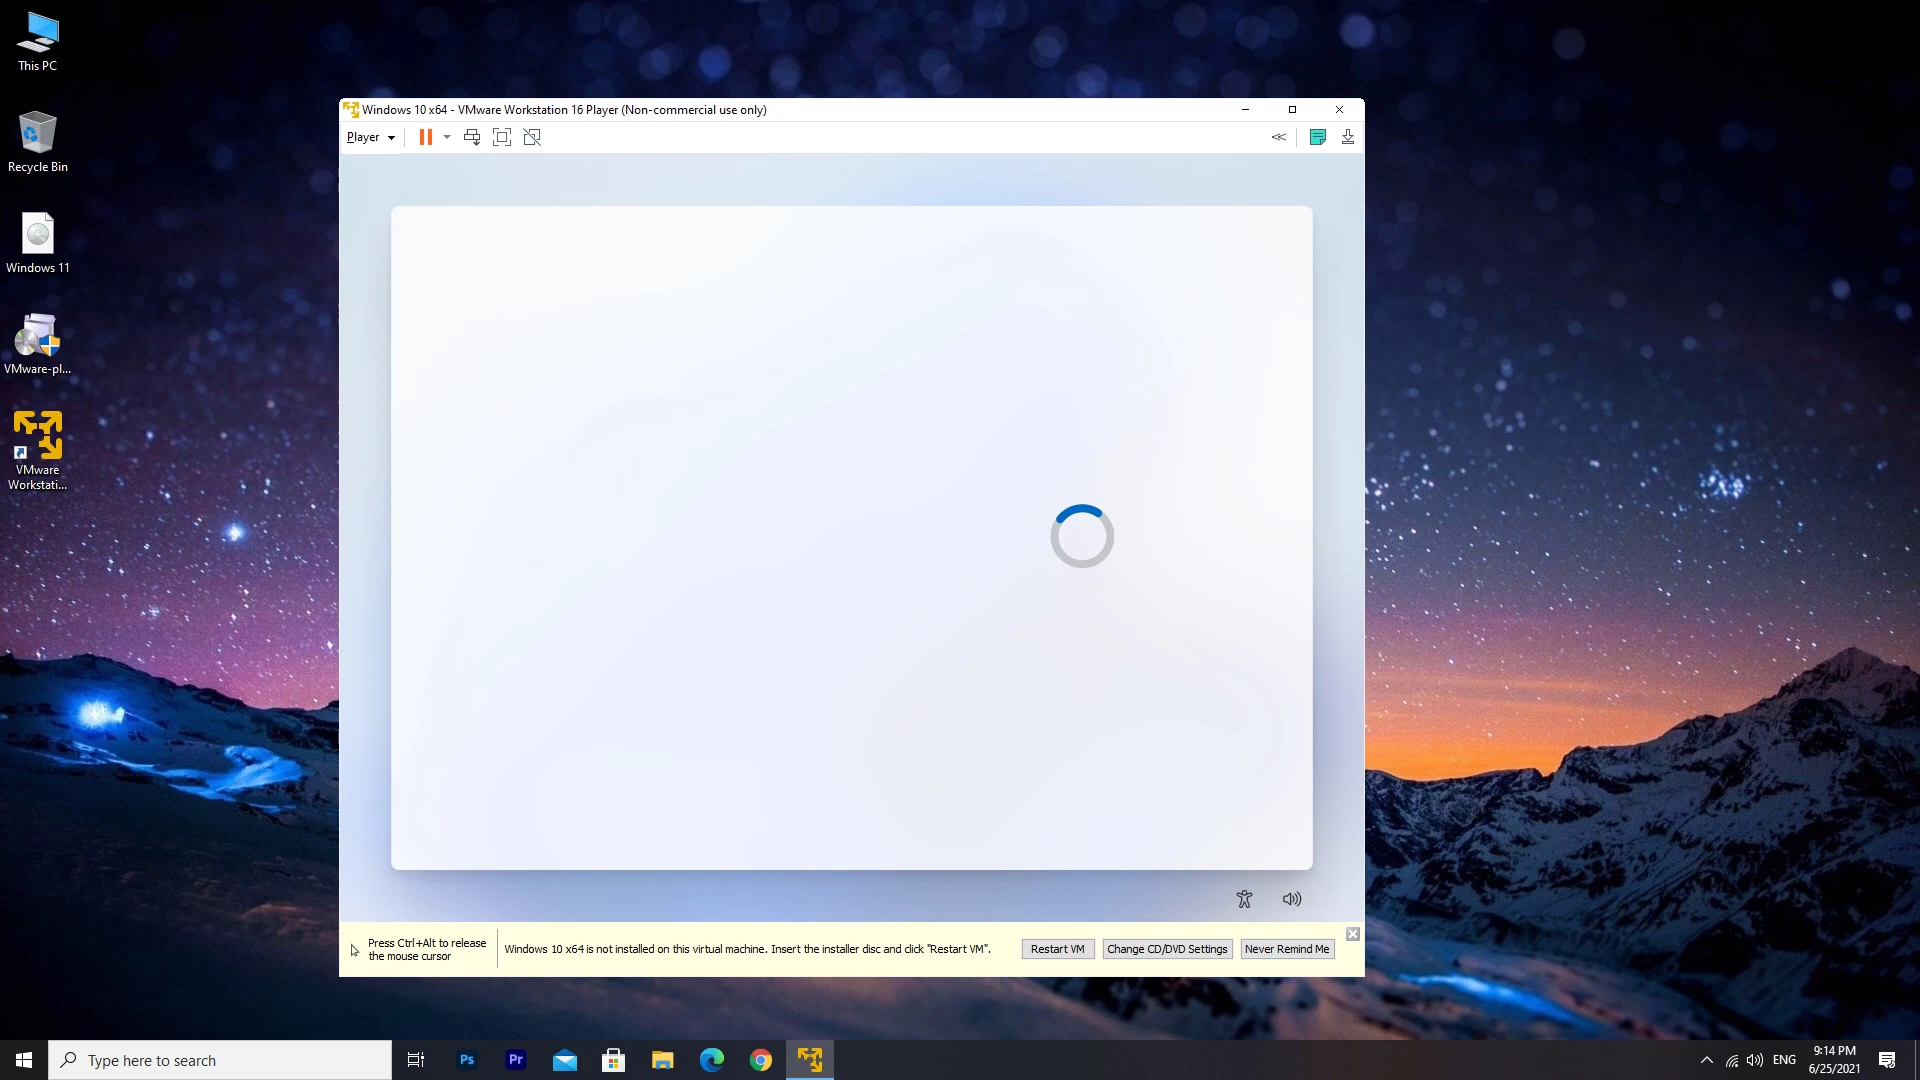 This PC
Recycle Bin
Windows 11
VMware-pl...
VMware
Workstati...
Windows 10 x64 - VMware Workstation 16 Player (Non-commercial use only)
Player
Press Ctrl+Alt to release
the mouse cursor
Windows 10 x64 is not installed on this virtual machine. Insert the installer disc and click "Restart VM".
Restart VM
Change CD/DVD Settings
Never Remind Me
Type here to search
Ps
Pr
ENG
9:14 PM
6/25/2021